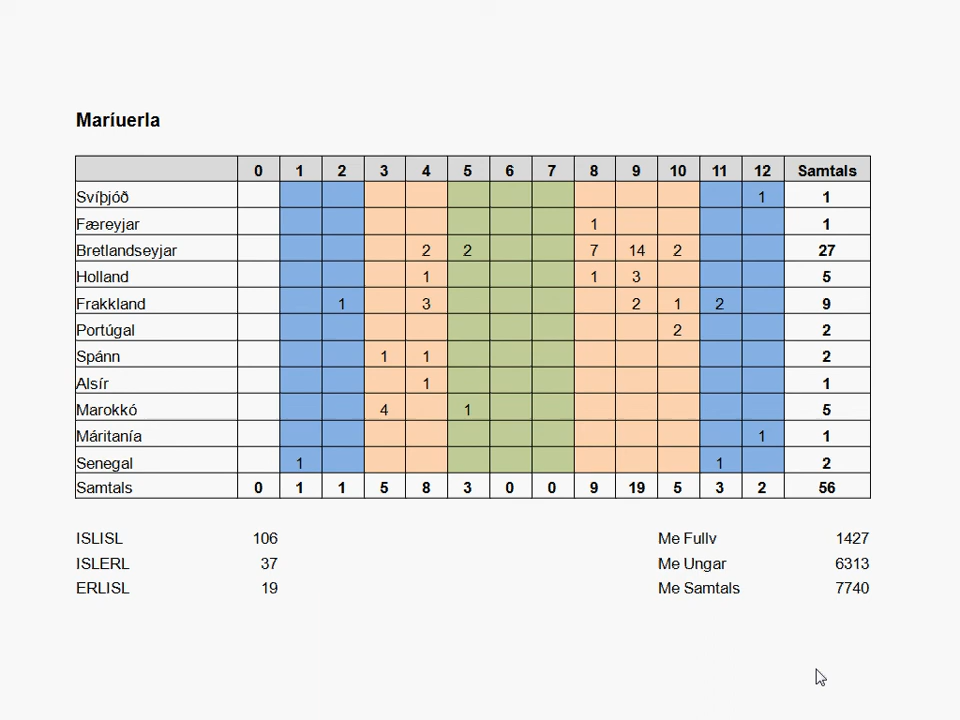 Maríuerla
0 1 2 3 4 5 6 7 8 9 10 11 12 Samtals
Svíþjóð 1 1
Færeyjar 1 1
Bretlandseyjar 2 2 7 14 2 27
Holland 1 1 3 5
Frakkland 1 3 2 1 2 9
Portúgal 2 2
Spánn 1 1 2
Alsír 1 1
Marokkó 4 1 5
Máritanía 1 1
Senegal 1 1 2
Samtals 0 1 1 5 8 3 0 0 9 19 5 3 2 56
ISLISL 106 Me Fullv 1427
ISLERL 37 Me Ungar 6313
ERLISL 19 Me Samtals 7740